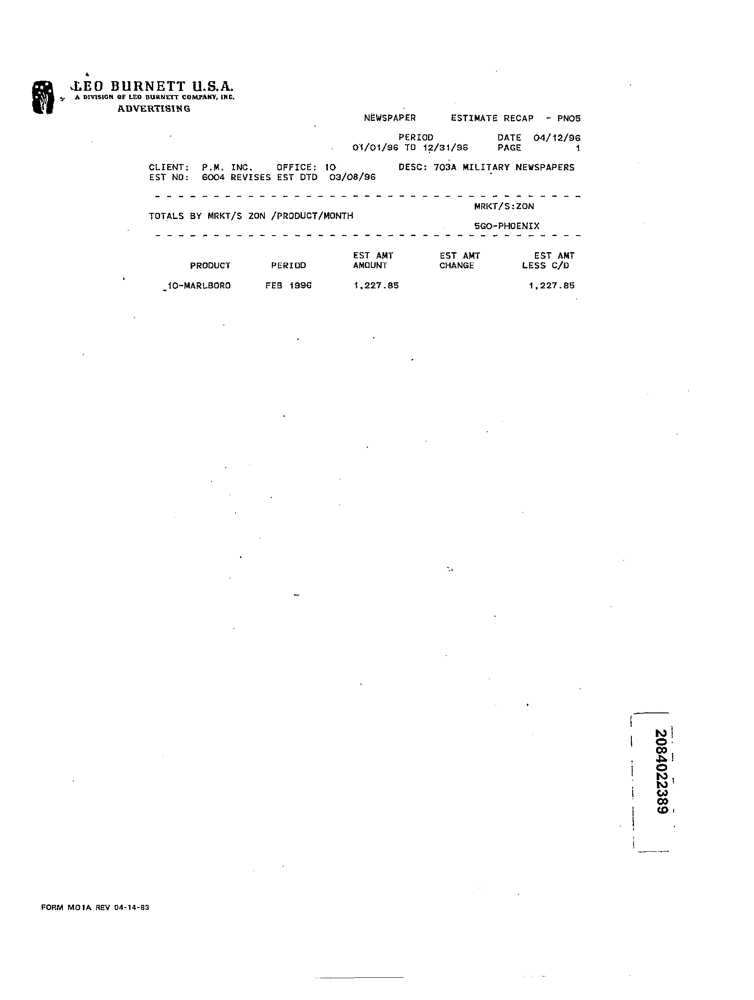 LEO BURNETT U.S.A.
A DIVISION OF LEO BURNETT COMPANY, INC.
ADVERTISING
NEWSPAPER ESTIMATE RECAP - PNO5
PERIOD DATE 04/12/96
01/01/96 TO 12/31/96 PAGE 1
CLIENT: P.M. INC. OFFICE: 10 DESC: 703A MILITARY NEWSPAPERS
EST NO: 6004 REVISES EST DTD 03/08/96
MRKT/S:ZON
TOTALS BY MRKT/S ZON /PRODUCT/MONTH
5GO-PHOENIX
EST AMT EST AMT EST AMT
PRODUCT PERIOD AMOUNT CHANGE LESS C/D
10-MARLBORO FEB 1996 1,227.85 1,227.85
2084022389
FORM MO1A REV 04-14-83